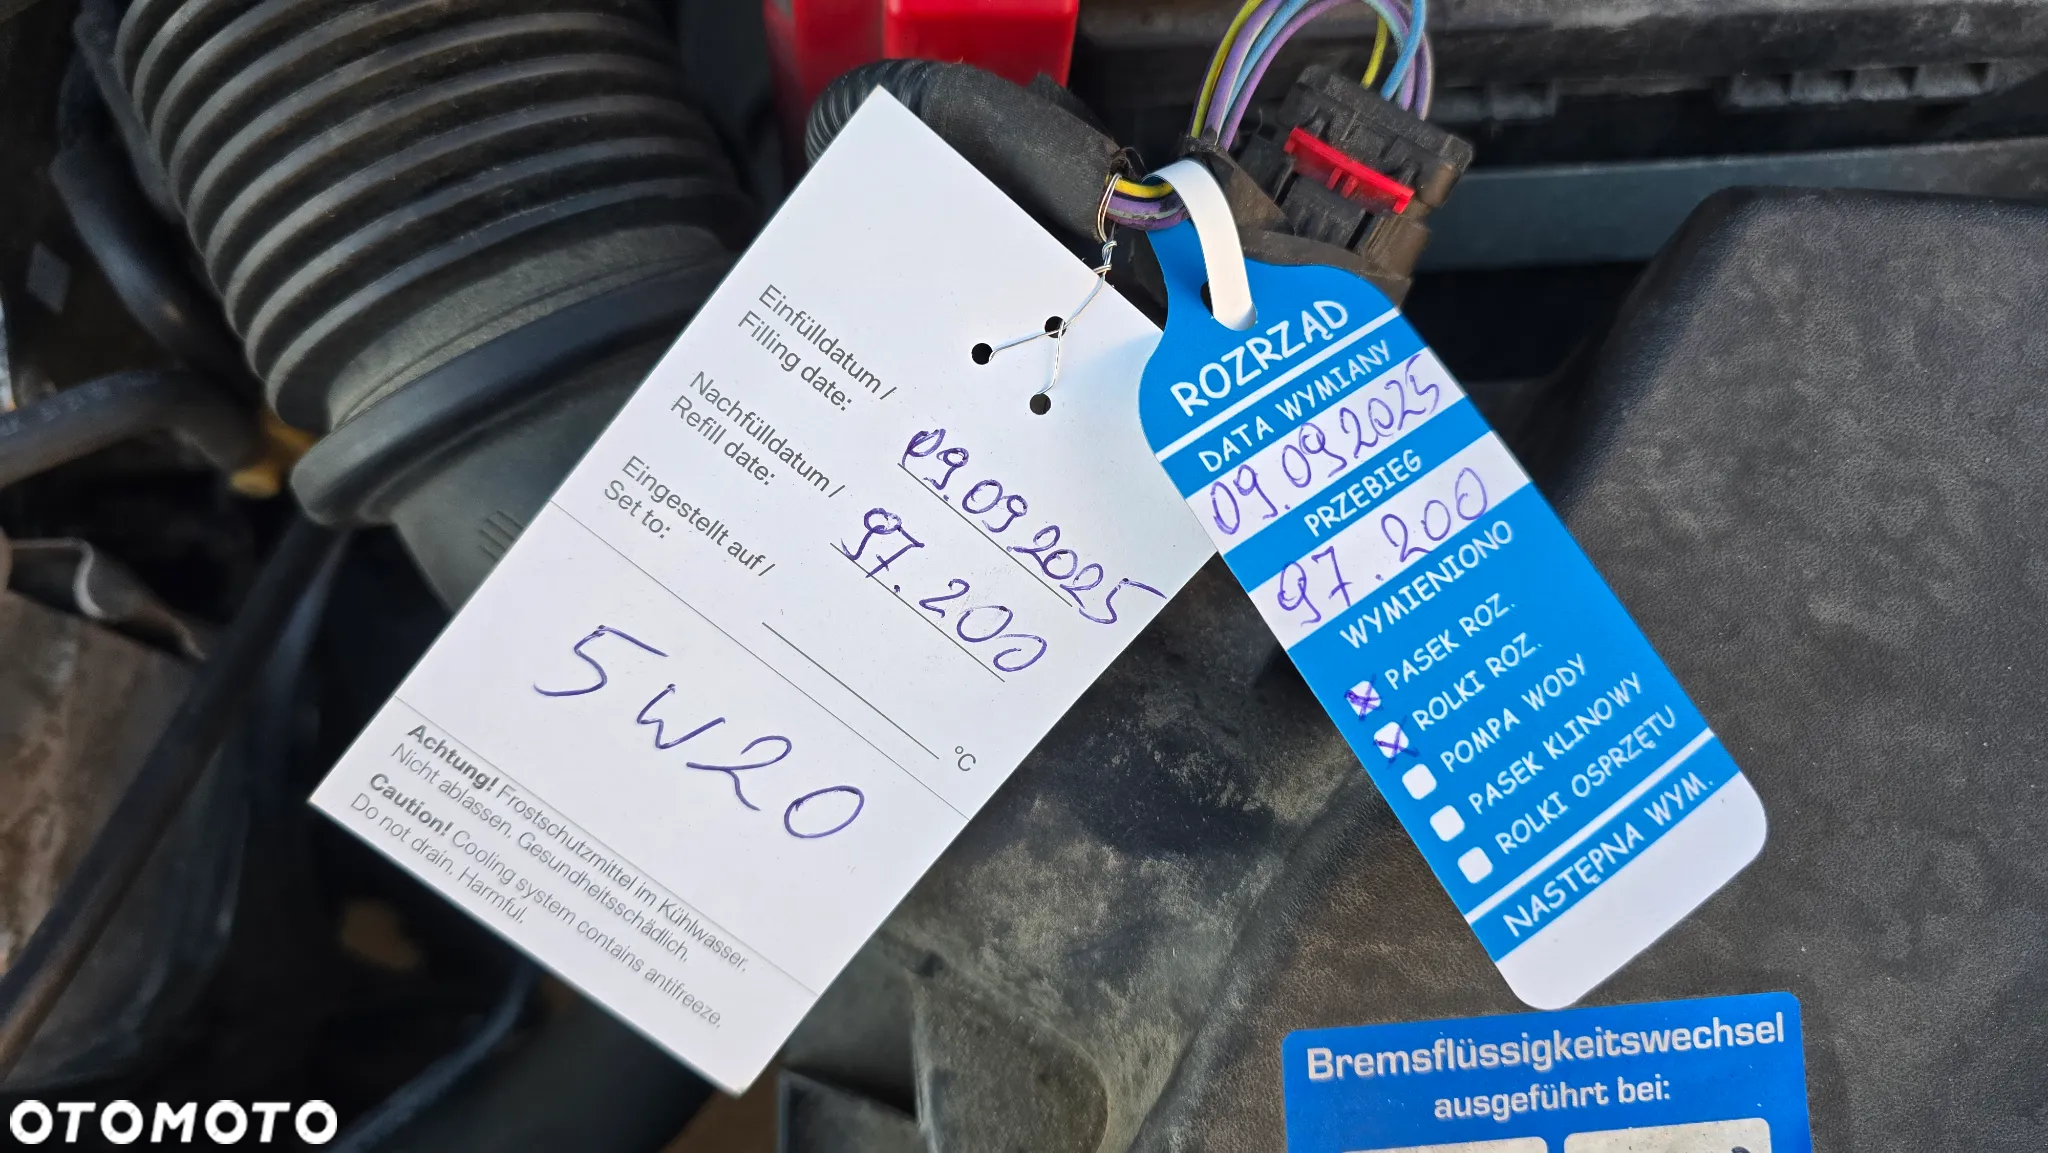 Einfülldatum /
Filling date:
09.09.2025
Nachfülldatum /
Refill date:
97.200
Eingestellt auf /
Set to:
°C
5W20
Achtung! Frostschutzmittel im Kühlwasser.
Nicht ablassen. Gesundheitsschädlich.
Caution! Cooling system contains antifreeze.
Do not drain. Harmful.
ROZRZĄD
DATA WYMIANY
09.09.2025
PRZEBIEG
97.200
WYMIENIONO
PASEK ROZ.
ROLKI ROZ.
POMPA WODY
PASEK KLINOWY
ROLKI OSPRZĘTU
NASTĘPNA WYM.
Bremsflüssigkeitswechsel
ausgeführt bei:
OTOMOTO